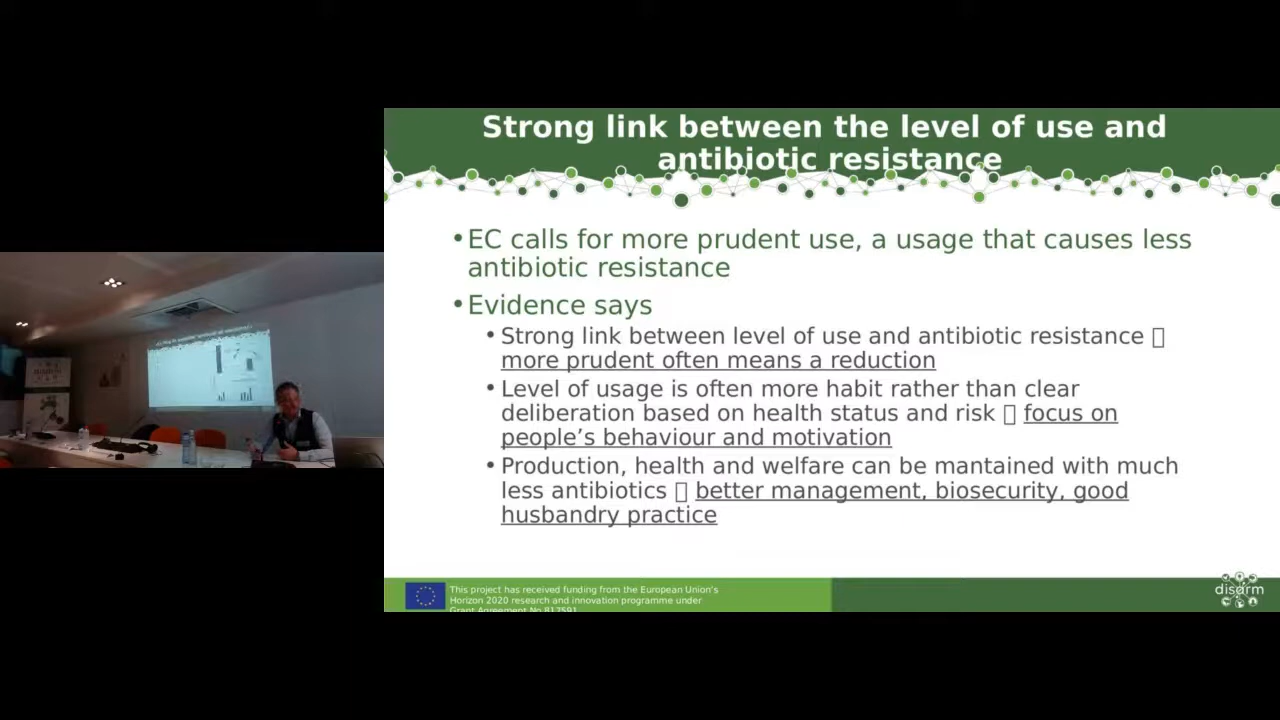 Strong link between the level of use and
antibiotic resistance
•EC calls for more prudent use, a usage that causes less
antibiotic resistance
•Evidence says
•Strong link between level of use and antibiotic resistance
more prudent often means a reduction
•Level of usage is often more habit rather than clear
deliberation based on health status and risk focus on
people's behaviour and motivation
•Production, health and welfare can be mantained with much
less antibiotics better management, biosecurity, good
husbandry practice
This project has received funding from the European Union's
Horizon 2020 research and innovation programme under
Grant Agreement No 817591
disarm